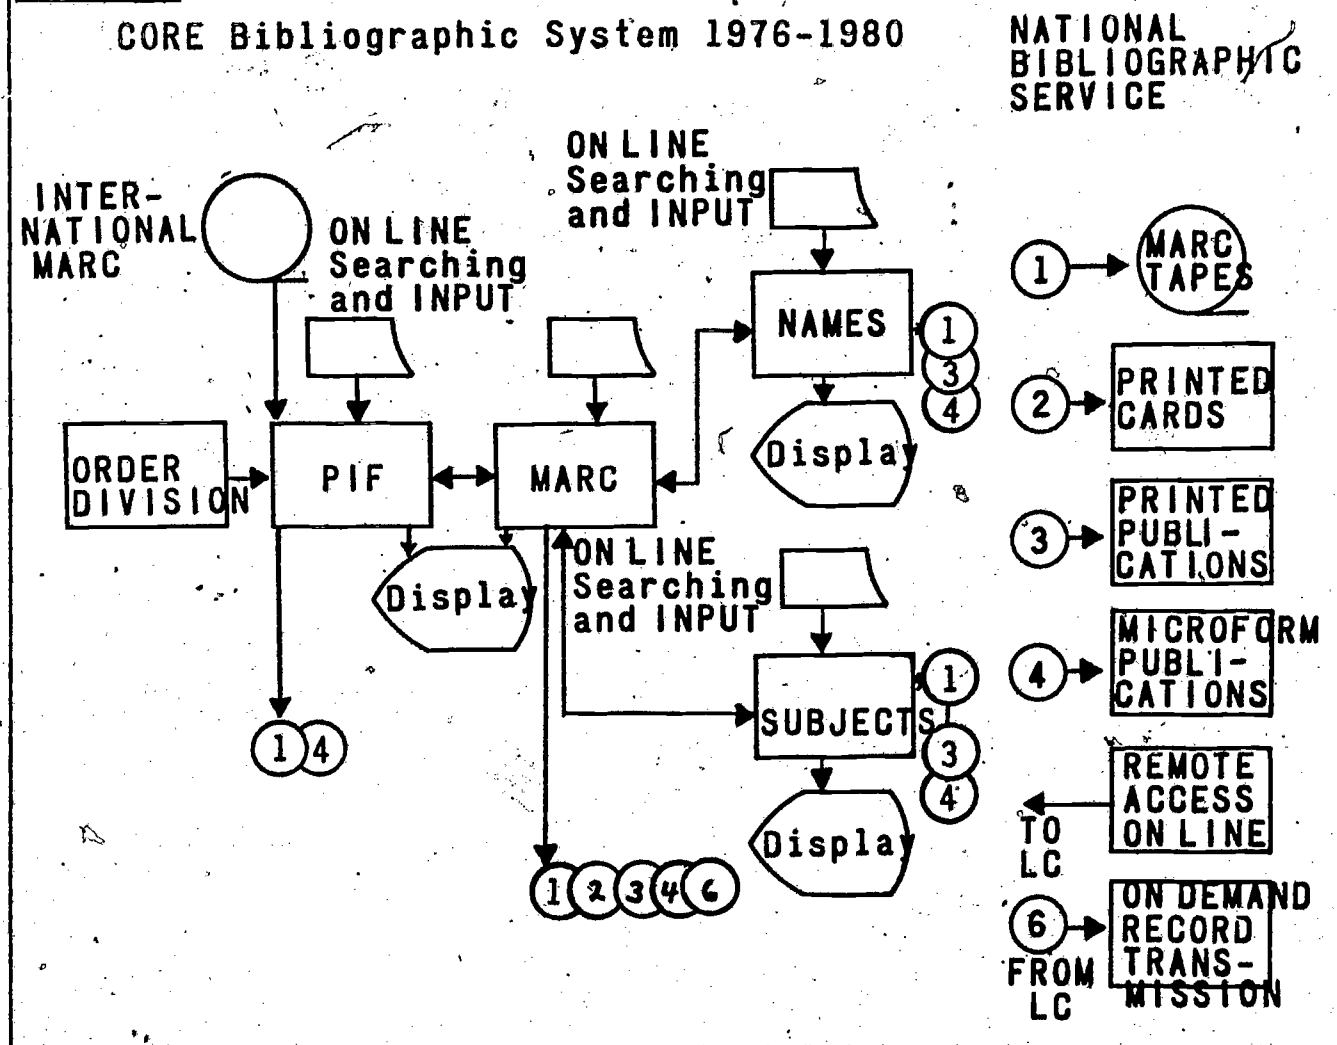 CORE Bibliographic System 1976-1980
NATIONAL
BIBLIOGRAPHIC
SERVICE
INTER-
NATIONAL
MARC
ON LINE
Searching
and INPUT
ON LINE
Searching
and INPUT
NAMES
1
3
4
Display
ORDER
DIVISION
PIF
MARC
Display
ON LINE
Searching
and INPUT
SUBJECTS
1
3
4
Display
1 4
1 2 3 4 6
1
MARC
TAPES
2
PRINTED
CARDS
3
PRINTED
PUBLI-
CATIONS
4
MICROFORM
PUBLI-
CATIONS
REMOTE
ACCESS
ON LINE
TO
LC
6
ON DEMAND
RECORD
TRANS-
MISSION
FROM
LC